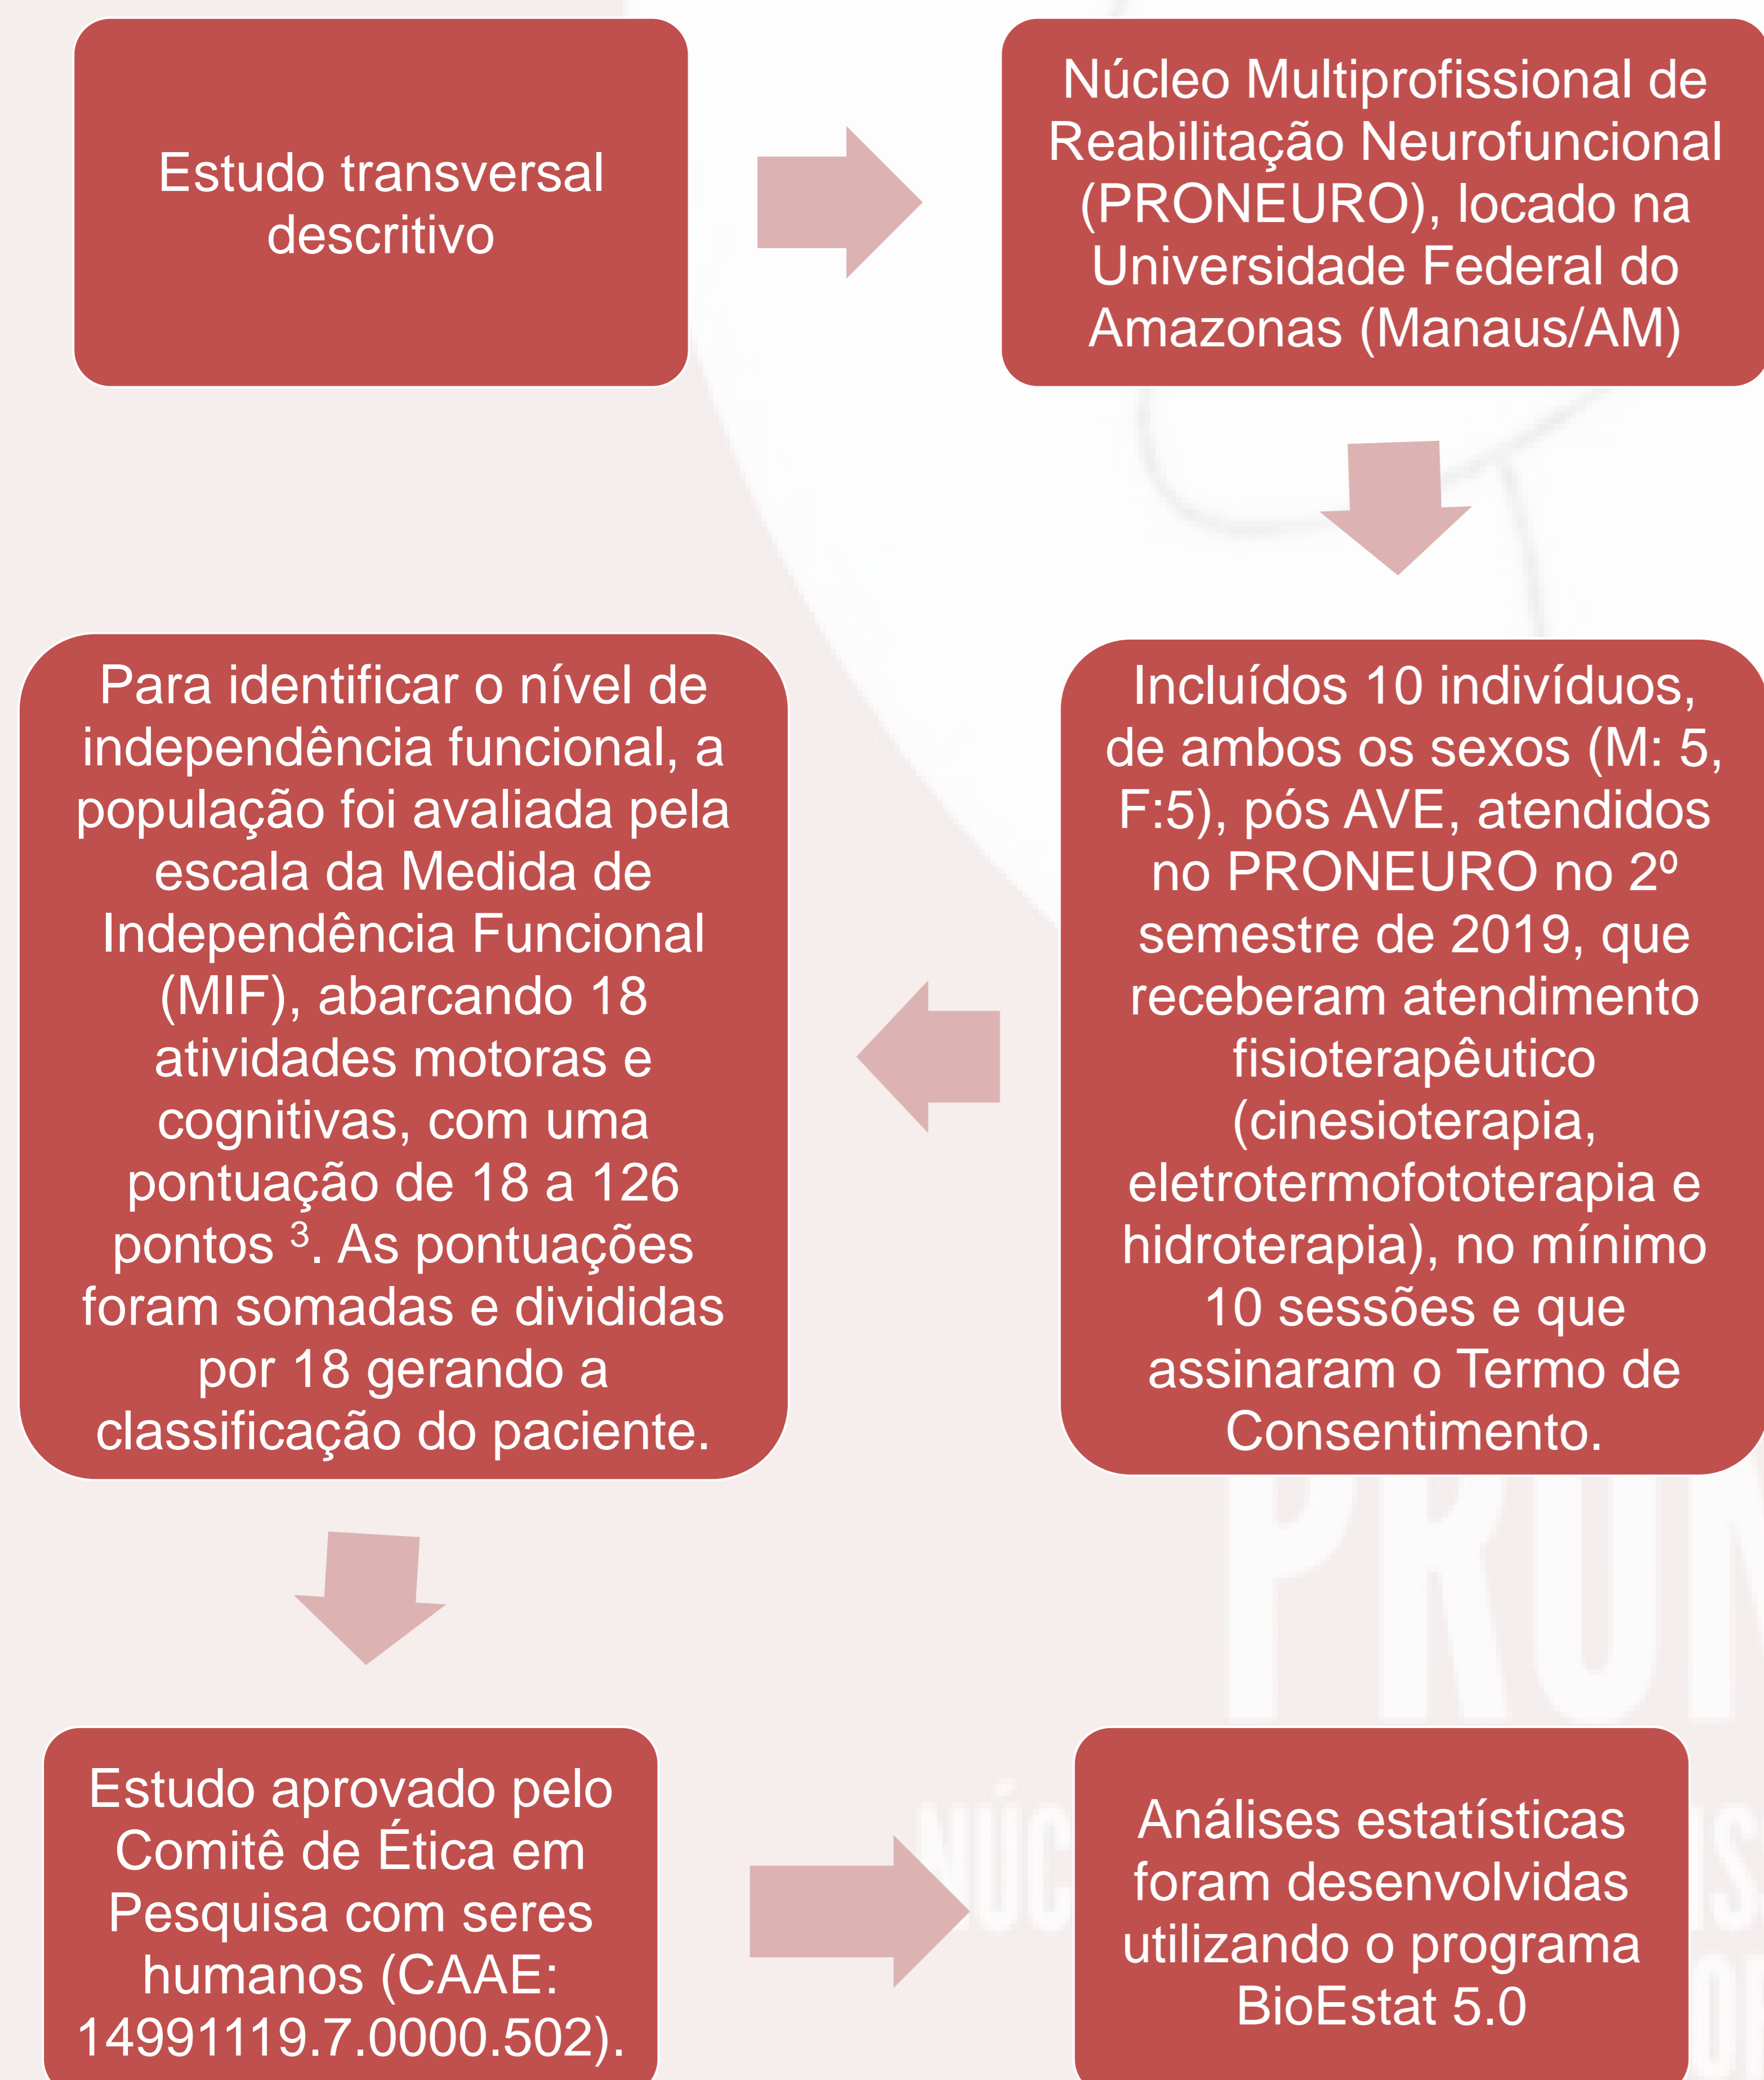 Estudo transversal
descritivo
Núcleo Multiprofissional de
Reabilitação Neurofuncional
(PRONEURO), locado na
Universidade Federal do
Amazonas (Manaus/AM)
Incluídos 10 indivíduos,
de ambos os sexos (M: 5,
F:5), pós AVE, atendidos
no PRONEURO no 2º
semestre de 2019, que
receberam atendimento
fisioterapêutico
(cinesioterapia,
eletrotermofototerapia e
hidroterapia), no mínimo
10 sessões e que
assinaram o Termo de
Consentimento.
Para identificar o nível de
independência funcional, a
população foi avaliada pela
escala da Medida de
Independência Funcional
(MIF), abarcando 18
atividades motoras e
cognitivas, com uma
pontuação de 18 a 126
pontos ³. As pontuações
foram somadas e divididas
por 18 gerando a
classificação do paciente.
Estudo aprovado pelo
Comitê de Ética em
Pesquisa com seres
humanos (CAAE:
14991119.7.0000.502).
Análises estatísticas
foram desenvolvidas
utilizando o programa
BioEstat 5.0